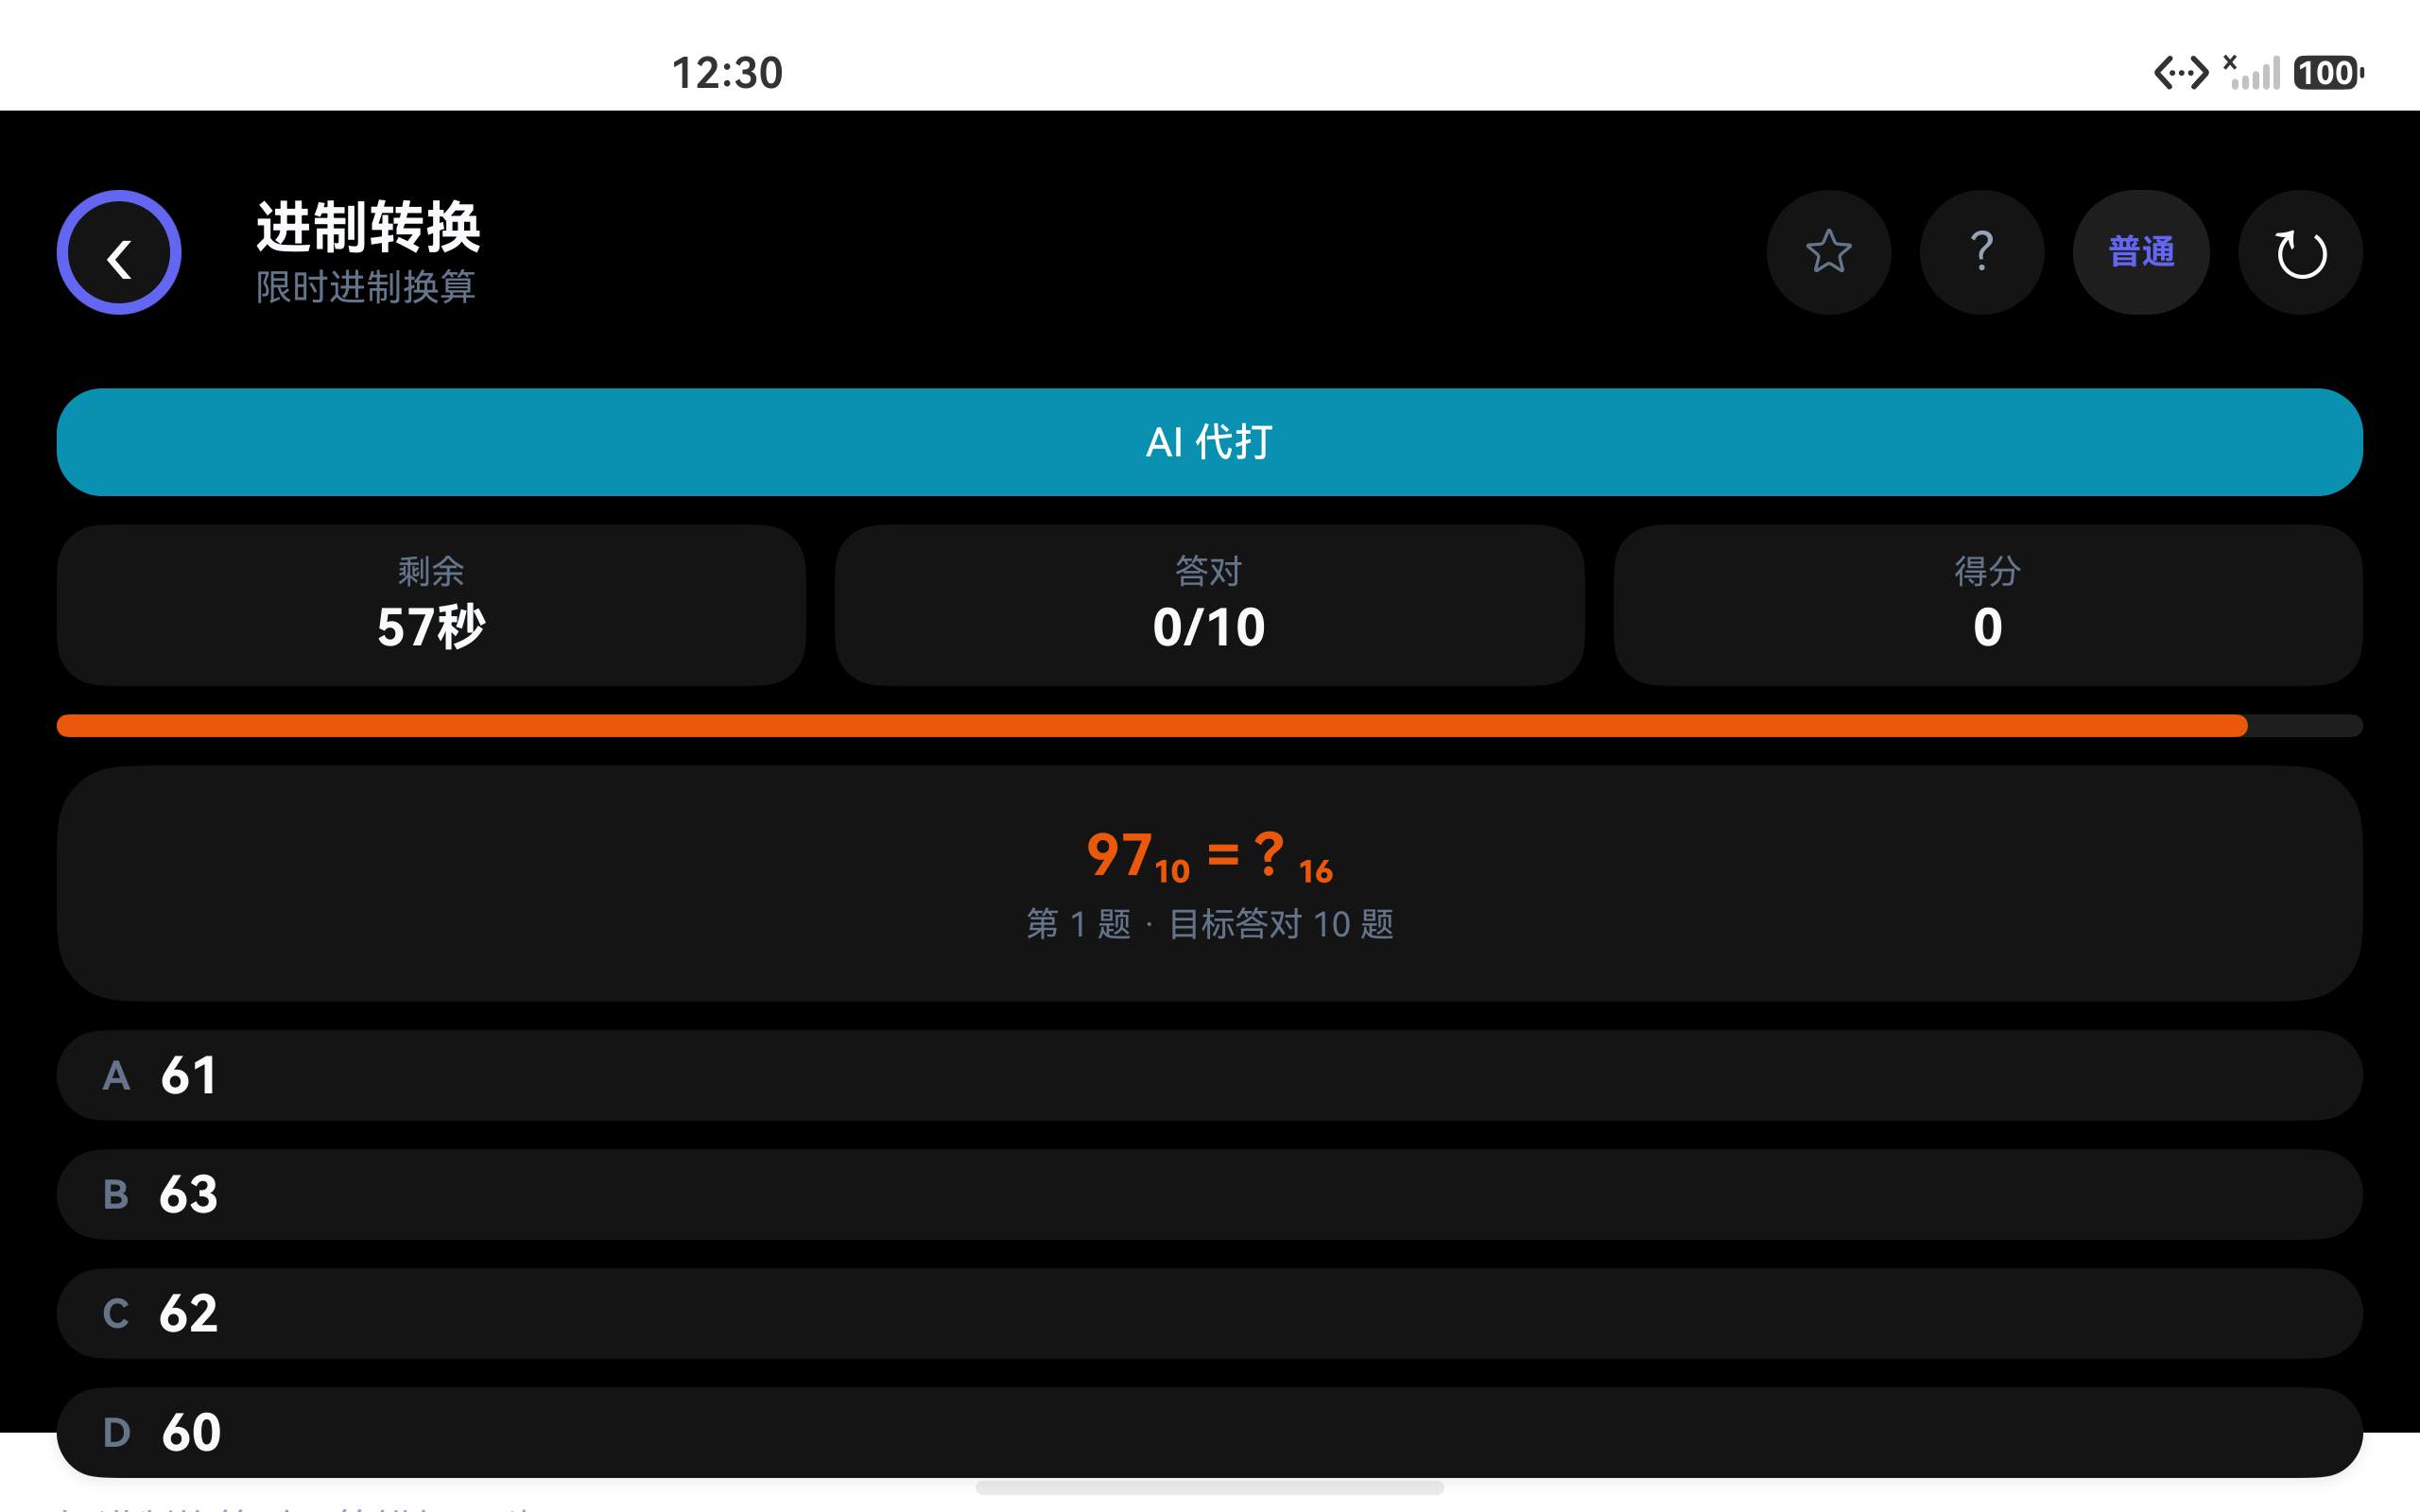 12:30
100
进制转换
限时进制换算
?
普通
AI 代打
剩余
57秒
答对
0/10
得分
0
97₁₀ = ? ₁₆
第 1 题 · 目标答对 10 题
A 61
B 63
C 62
D 60